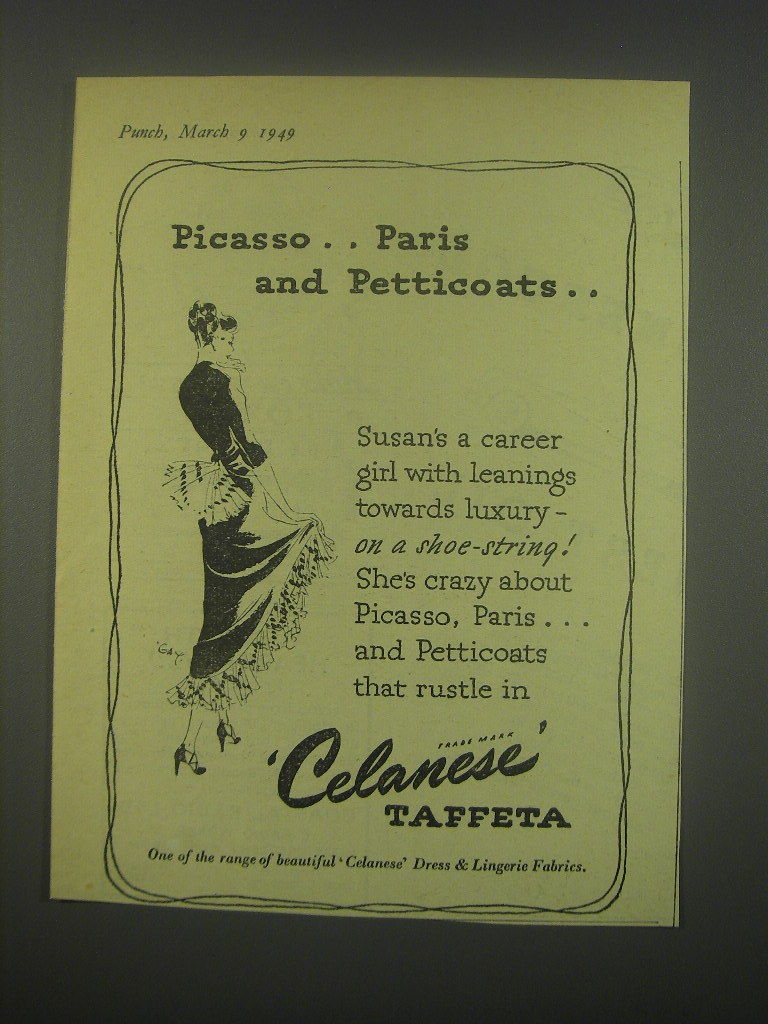 Punch, March 9 1949
Picasso . . Paris
and Petticoats . .
Susan's a career
girl with leanings
towards luxury –
on a shoe-string!
She's crazy about
Picasso, Paris . . .
and Petticoats
that rustle in
GAY
TRADE MARK
'Celanese'
TAFFETA
One of the range of beautiful 'Celanese' Dress & Lingerie Fabrics.